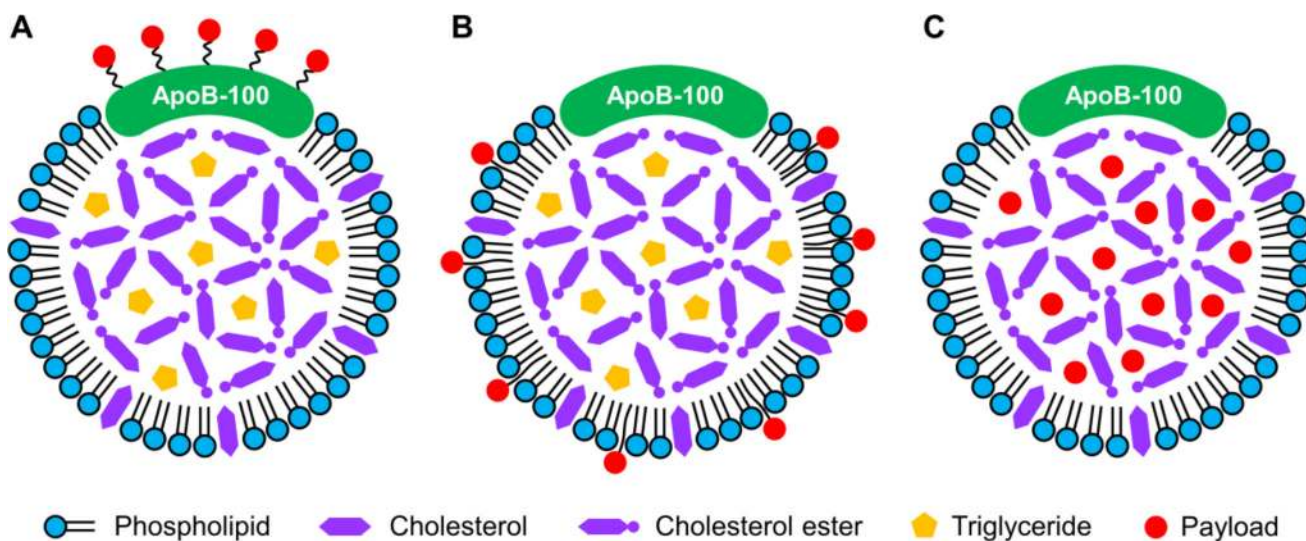 A B C
ApoB-100 ApoB-100 ApoB-100
Phospholipid Cholesterol Cholesterol ester Triglyceride Payload